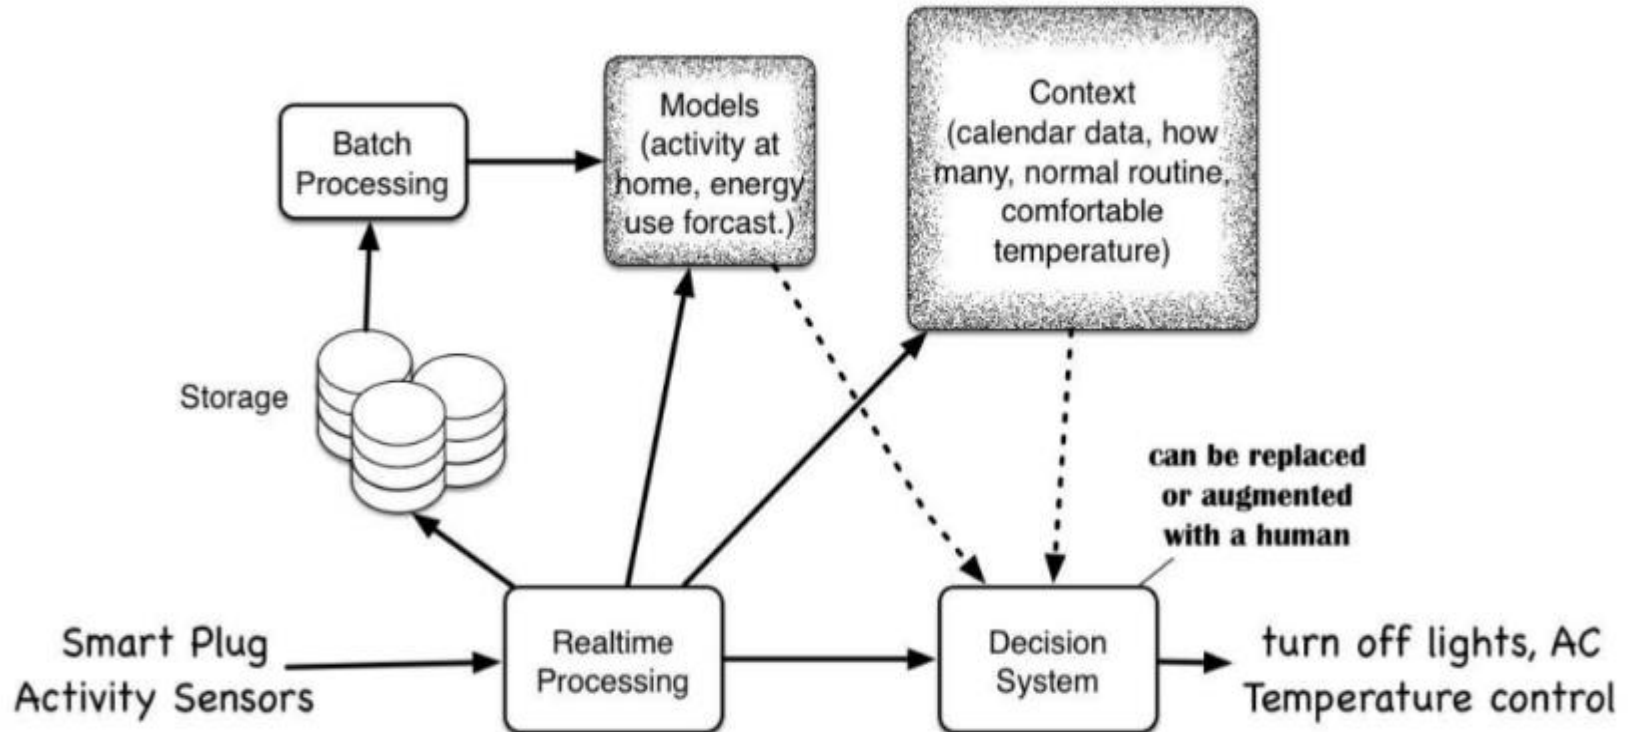 Batch
Processing
Models
(activity at
home, energy
use forcast.)
Context
(calendar data, how
many, normal routine,
comfortable
temperature)
Storage
can be replaced
or augmented
with a human
Smart Plug
Activity Sensors
Realtime
Processing
Decision
System
turn off lights, AC
Temperature control